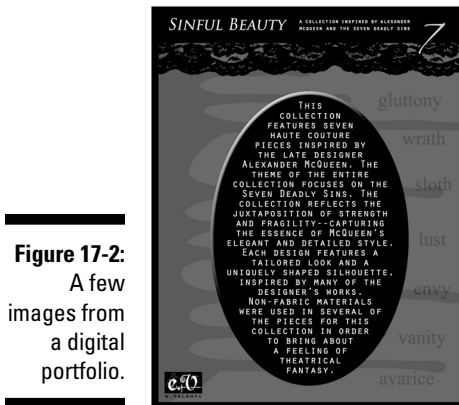 SINFUL BEAUTY
A COLLECTION INSPIRED BY ALEXANDER
MCQUEEN AND THE SEVEN DEADLY SINS
7
gluttony
wrath
sloth
lust
envy
vanity
avarice
THIS
COLLECTION
FEATURES SEVEN
HAUTE COUTURE
PIECES INSPIRED BY
THE LATE DESIGNER
ALEXANDER MCQUEEN. THE
THEME OF THE ENTIRE
COLLECTION FOCUSES ON THE
SEVEN DEADLY SINS. THE
COLLECTION REFLECTS THE
JUXTAPOSITION OF STRENGTH
AND FRAGILITY--CAPTURING
THE ESSENCE OF MCQUEEN'S
ELEGANT AND DETAILED STYLE.
EACH DESIGN FEATURES A
TAILORED LOOK AND A
UNIQUELY SHAPED SILHOUETTE,
INSPIRED BY MANY OF THE
DESIGNER'S WORKS.
NON-FABRIC MATERIALS
WERE USED IN SEVERAL OF
THE PIECES FOR THIS
COLLECTION IN ORDER
TO BRING ABOUT
A FEELING OF
THEATRICAL
FANTASY.
E. TALBOTT
Figure 17-2:
A few
images from
a digital
portfolio.